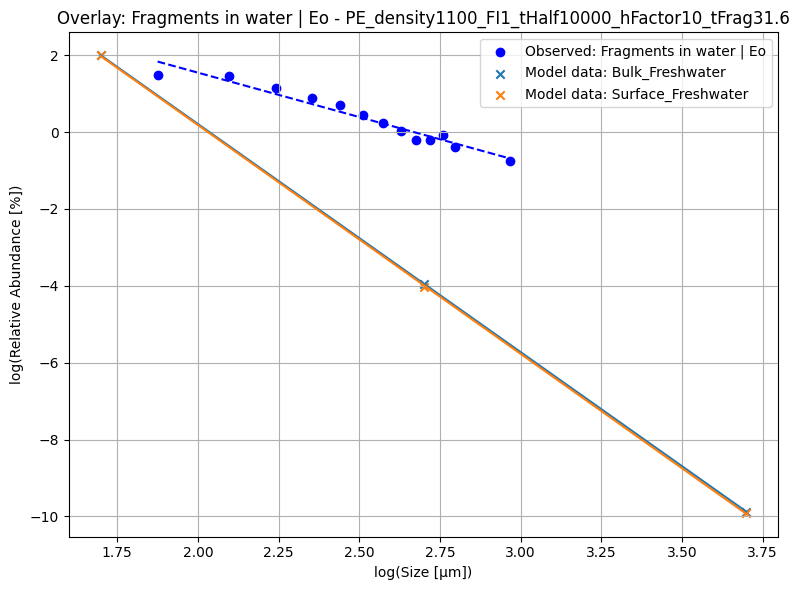 Overlay: Fragments in water | Eo - PE_density1100_FI1_tHalf10000_hFactor10_tFrag31.6
Observed: Fragments in water | Eo
Model data: Bulk_Freshwater
Model data: Surface_Freshwater
log(Relative Abundance [%])
2
0
−2
−4
−6
−8
−10
1.75 2.00 2.25 2.50 2.75 3.00 3.25 3.50 3.75
log(Size [µm])